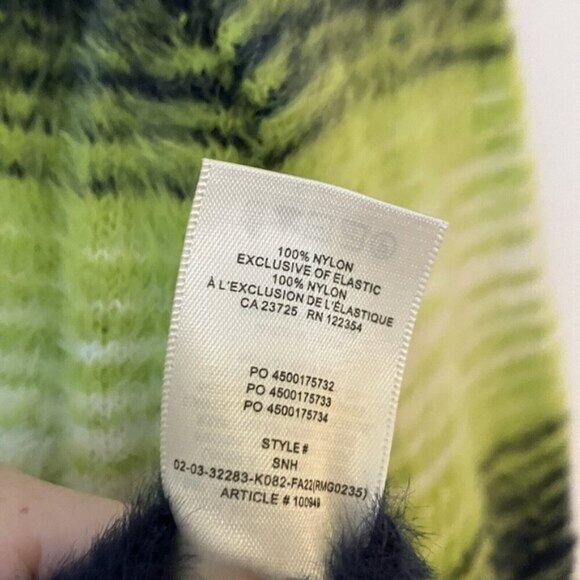 100% NYLON
EXCLUSIVE OF ELASTIC
100% NYLON
À L'EXCLUSION DE L'ÉLASTIQUE
CA 23725 RN 122354
PO 4500175732
PO 4500175733
PO 4500175734
STYLE #
SNH
02-03-32283-K082-FA22(RMG0235)
ARTICLE # 100949